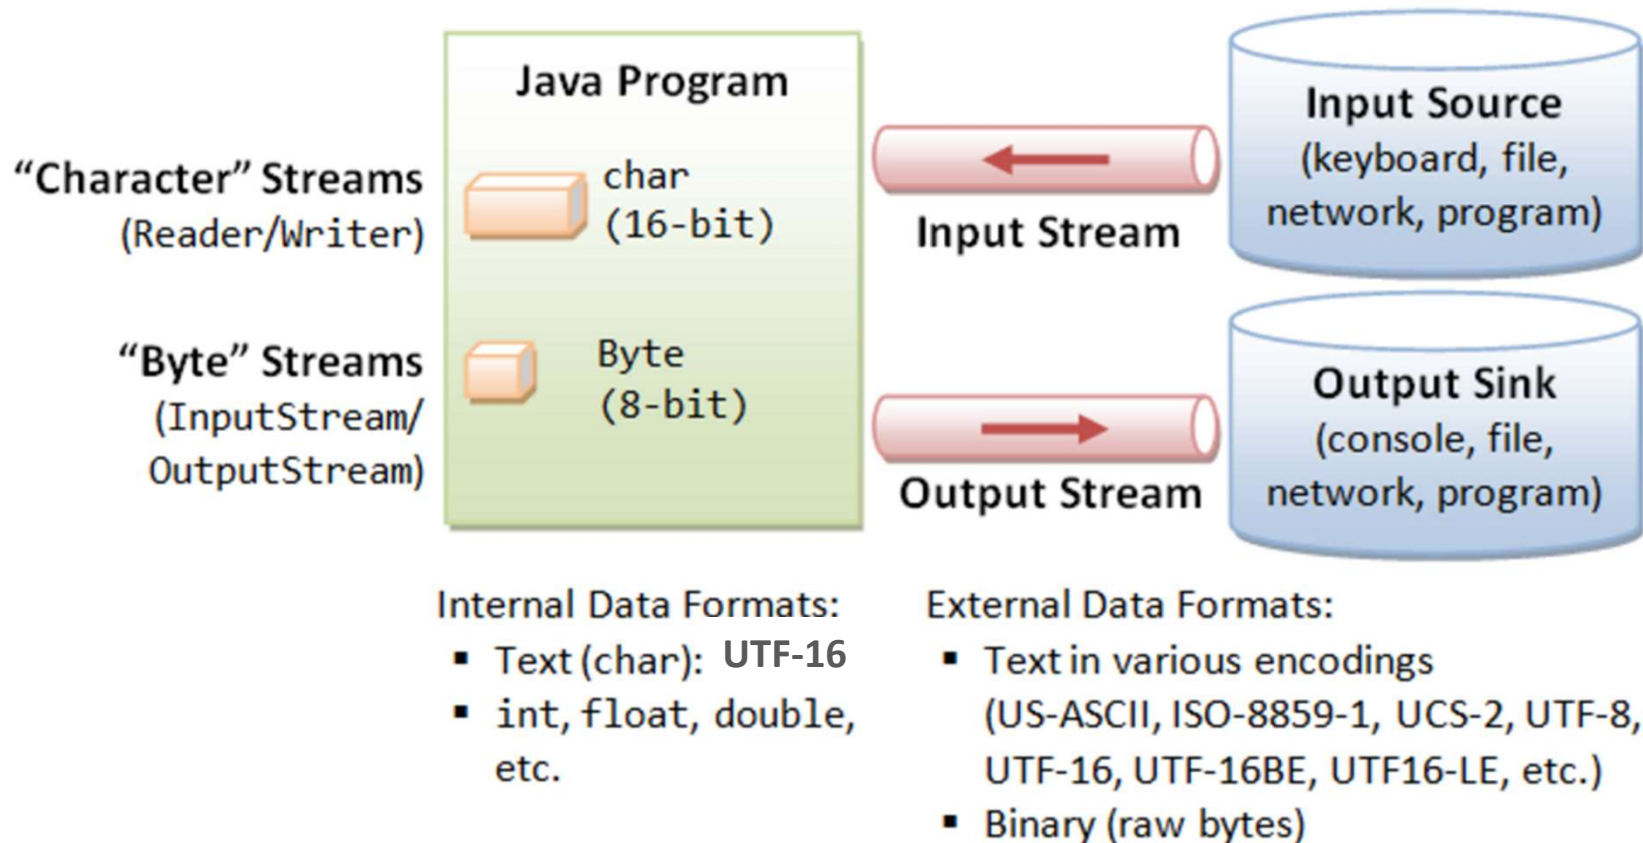 Java Program
“Character” Streams
(Reader/Writer)
char
(16-bit)
“Byte” Streams
(InputStream/
OutputStream)
Byte
(8-bit)
Input Stream
Input Source
(keyboard, file,
network, program)
Output Stream
Output Sink
(console, file,
network, program)
Internal Data Formats:
▪ Text (char): UTF-16
▪ int, float, double,
etc.
External Data Formats:
▪ Text in various encodings
(US-ASCII, ISO-8859-1, UCS-2, UTF-8,
UTF-16, UTF-16BE, UTF16-LE, etc.)
▪ Binary (raw bytes)